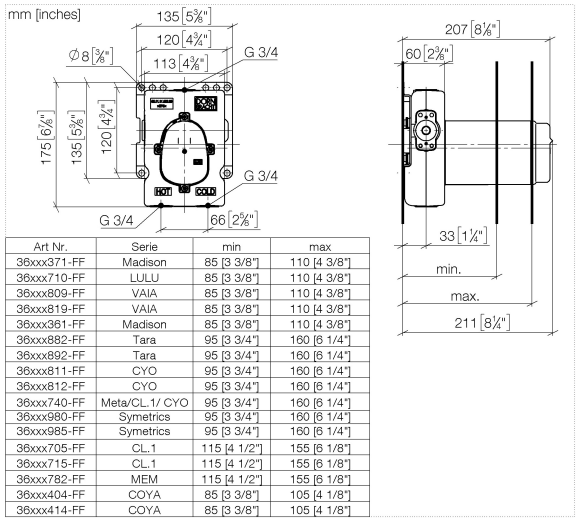 mm [inches]
135 [5⅜"]
120 [4¾"]
113 [4⅜"]
Ø 8 [⅜"]
G 3/4
175 [6⅞"]
135 [5⅜"]
120 [4¾"]
HOT
COLD
G 3/4
G 3/4
66 [2⅝"]
207 [8⅛"]
60 [2⅜"]
33 [1¼"]
min.
max.
211 [8¼"]
Art Nr. Serie min max
36xxx371-FF Madison 85 [3 3/8"] 110 [4 3/8"]
36xxx710-FF LULU 85 [3 3/8"] 110 [4 3/8"]
36xxx809-FF VAIA 85 [3 3/8"] 110 [4 3/8"]
36xxx819-FF VAIA 85 [3 3/8"] 110 [4 3/8"]
36xxx361-FF Madison 85 [3 3/8"] 110 [4 3/8"]
36xxx882-FF Tara 95 [3 3/4"] 160 [6 1/4"]
36xxx892-FF Tara 95 [3 3/4"] 160 [6 1/4"]
36xxx811-FF CYO 95 [3 3/4"] 160 [6 1/4"]
36xxx812-FF CYO 95 [3 3/4"] 160 [6 1/4"]
36xxx740-FF Meta/CL.1/ CYO 95 [3 3/4"] 160 [6 1/4"]
36xxx980-FF Symetrics 95 [3 3/4"] 160 [6 1/4"]
36xxx985-FF Symetrics 95 [3 3/4"] 160 [6 1/4"]
36xxx705-FF CL.1 115 [4 1/2"] 155 [6 1/8"]
36xxx715-FF CL.1 115 [4 1/2"] 155 [6 1/8"]
36xxx782-FF MEM 115 [4 1/2"] 155 [6 1/8"]
36xxx404-FF COYA 85 [3 3/8"] 105 [4 1/8"]
36xxx414-FF COYA 85 [3 3/8"] 105 [4 1/8"]